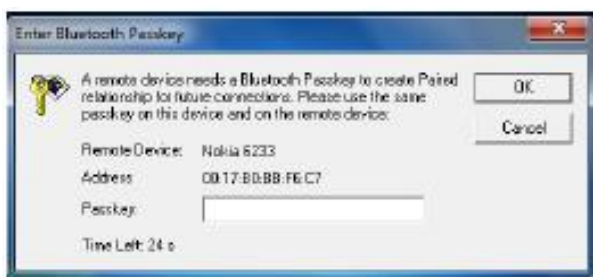 Enter Bluetooth Passkey
A remote device needs a Bluetooth Passkey to create Paired
relationship for future connections. Please use the same
passkey on this device and on the remote device:
OK
Cancel
Remote Device: Nokia 6233
Address: 00:17:B0:BB:F6:C7
Passkey:
Time Left: 24 s